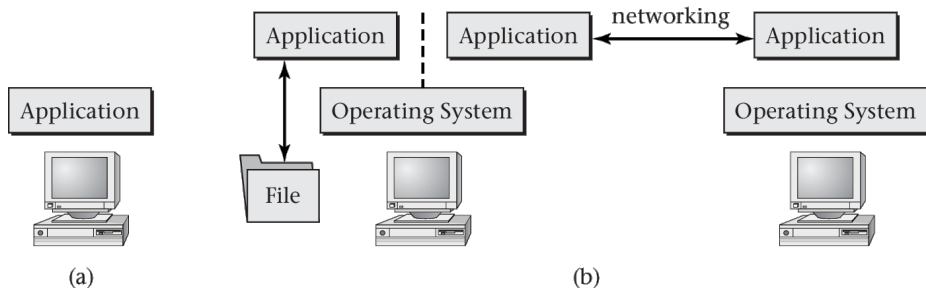 networking
Application
Application
Application
Application
Operating System
Operating System
File
(a)
(b)